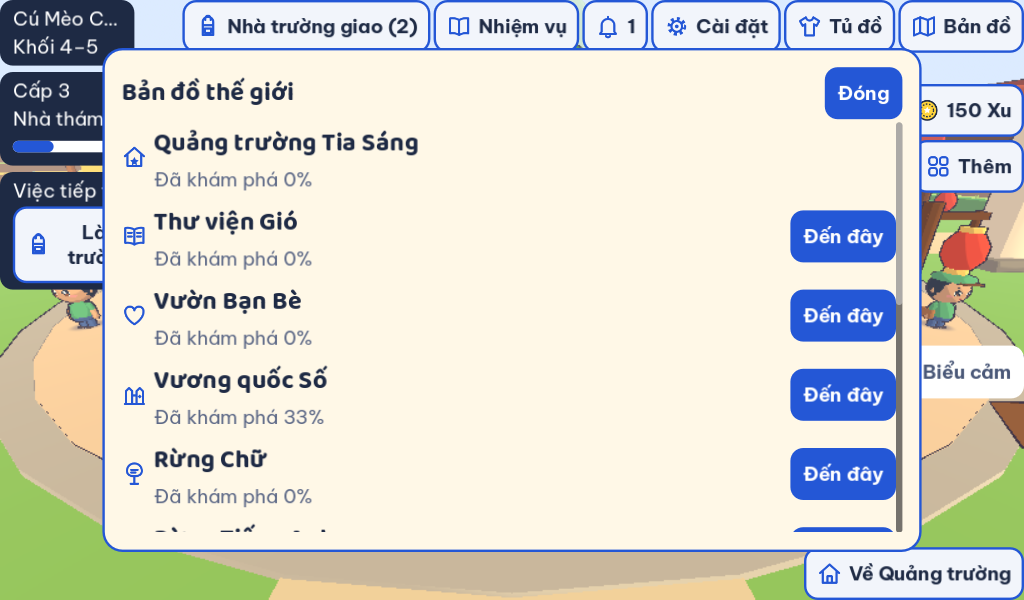 Cú Mèo C...
Khối 4–5
Nhà trường giao (2)
Nhiệm vụ
1
Cài đặt
Tủ đồ
Bản đồ
Cấp 3
Nhà thám
150 Xu
Thêm
Việc tiếp
Bản đồ thế giới
Đóng
Quảng trường Tia Sáng
Đã khám phá 0%
Thư viện Gió
Đã khám phá 0%
Đến đây
Vườn Bạn Bè
Đã khám phá 0%
Đến đây
Vương quốc Số
Đã khám phá 33%
Đến đây
Rừng Chữ
Đã khám phá 0%
Đến đây
Biểu cảm
Về Quảng trường